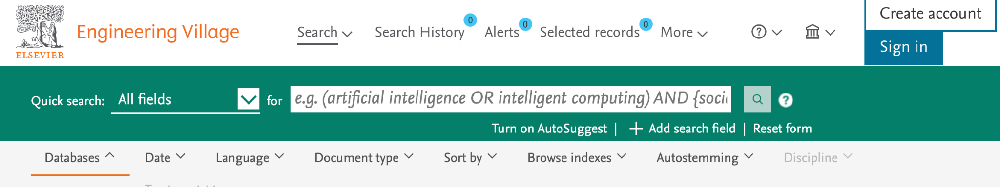 ELSEVIER
Engineering Village
Search
Search History 0
Alerts 0
Selected records 0
More
?
Create account
Sign in
Quick search: All fields for e.g. (artificial intelligence OR intelligent computing) AND {soci
?
Turn on AutoSuggest | + Add search field | Reset form
Databases
Date
Language
Document type
Sort by
Browse indexes
Autostemming
Discipline